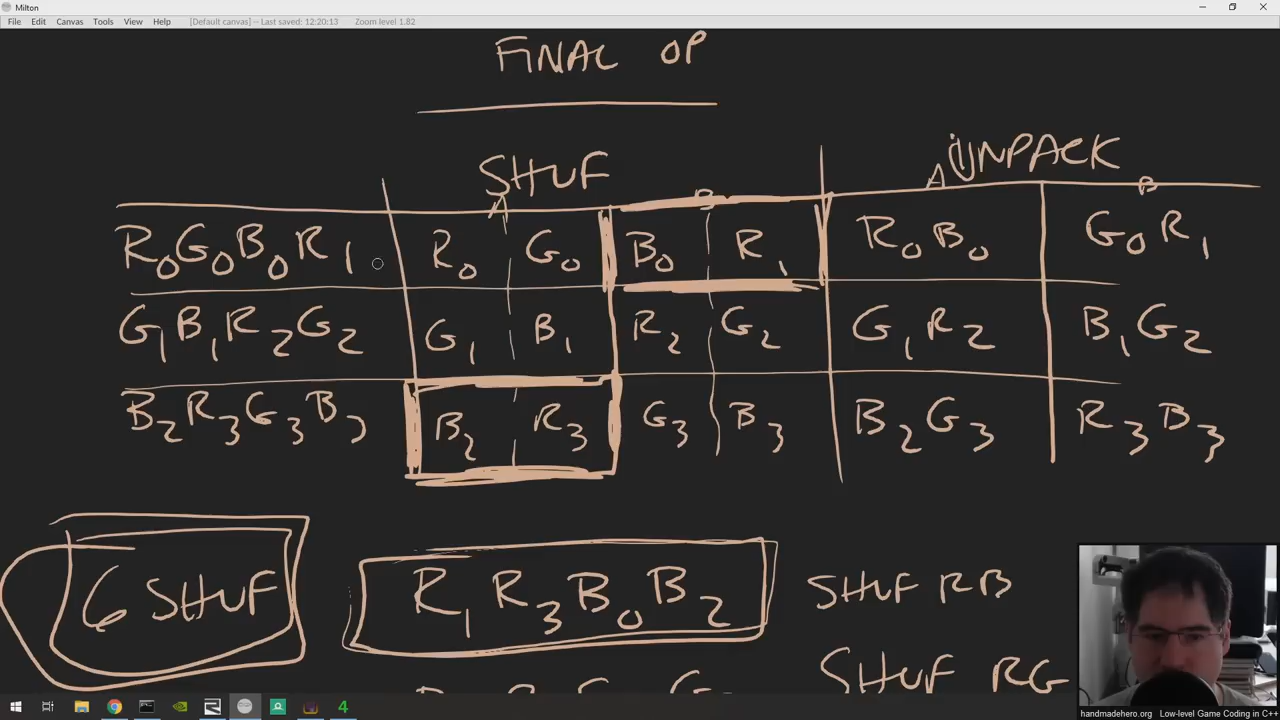 Milton
File Edit Canvas Tools View Help [Default canvas] -- Last saved: 12:20:13 Zoom level 1.82
FINAL OP
SHUF UNPACK
A B A B
R0G0B0R1 R0 G0 B0 R1 R0B0 G0R1
G1B1R2G2 G1 B1 R2 G2 G1R2 B1G2
B2R3G3B3 B2 R3 G3 B3 B2G3 R3B3
6 SHUF R1R3B0B2 SHUF RB
SHUF RG
handmadehero.org Low-level Game Coding in C++